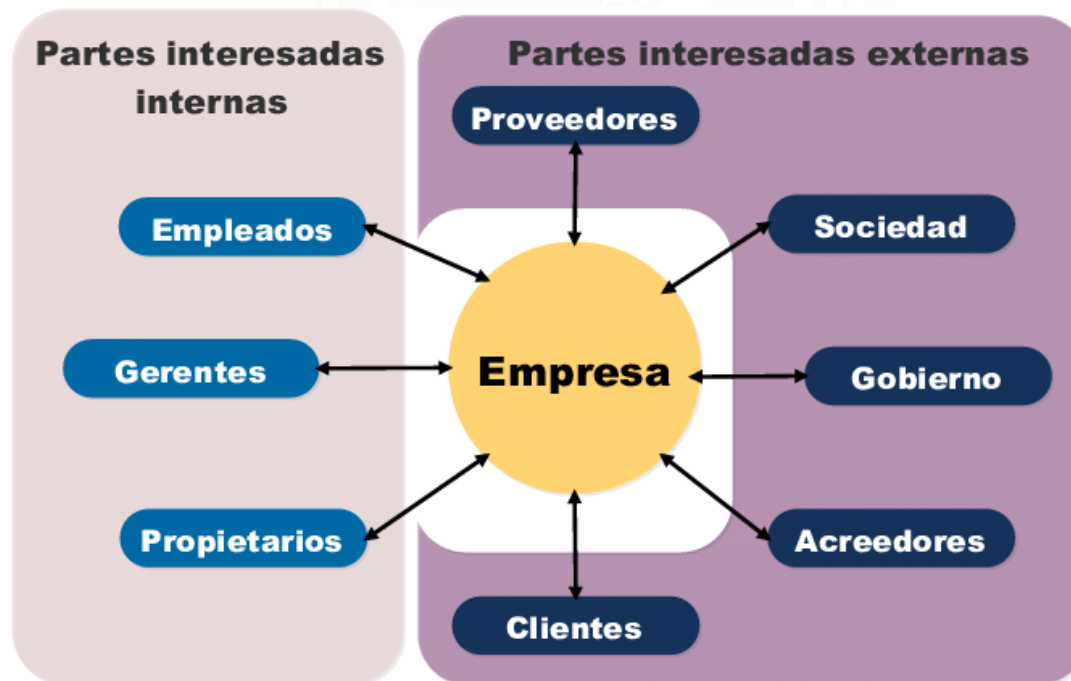 Partes interesadas
internas
Partes interesadas externas
Proveedores
Empleados
Sociedad
Gerentes
Empresa
Gobierno
Propietarios
Acreedores
Clientes